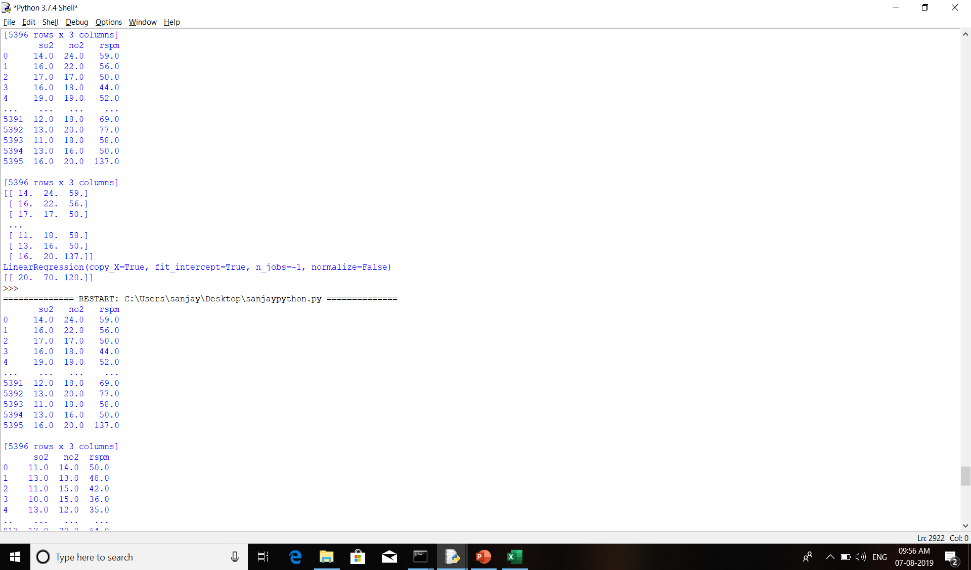 *Python 3.7.4 Shell*
File Edit Shell Debug Options Window Help
[5396 rows x 3 columns]
so2 no2 rspm
0 14.0 24.0 59.0
1 16.0 22.0 56.0
2 17.0 17.0 50.0
3 16.0 18.0 44.0
4 19.0 19.0 52.0
... ... ... ...
5391 12.0 18.0 69.0
5392 13.0 20.0 77.0
5393 11.0 18.0 58.0
5394 13.0 16.0 50.0
5395 16.0 20.0 137.0
[5396 rows x 3 columns]
[[ 14. 24. 59.]
[ 16. 22. 56.]
[ 17. 17. 50.]
...
[ 11. 18. 58.]
[ 13. 16. 50.]
[ 16. 20. 137.]]
LinearRegression(copy_X=True, fit_intercept=True, n_jobs=-1, normalize=False)
[[ 20. 70. 120.]]
>>>
============== RESTART: C:\Users\sanjay\Desktop\sanjaypython.py ==============
so2 no2 rspm
0 14.0 24.0 59.0
1 16.0 22.0 56.0
2 17.0 17.0 50.0
3 16.0 18.0 44.0
4 19.0 19.0 52.0
... ... ... ...
5391 12.0 18.0 69.0
5392 13.0 20.0 77.0
5393 11.0 18.0 58.0
5394 13.0 16.0 50.0
5395 16.0 20.0 137.0
[5396 rows x 3 columns]
so2 no2 rspm
0 11.0 14.0 50.0
1 13.0 13.0 48.0
2 11.0 15.0 42.0
3 10.0 15.0 36.0
4 13.0 12.0 35.0
.. ... ... ...
Ln: 2922 Col: 0
Type here to search
ENG
09:56 AM
07-08-2019
2